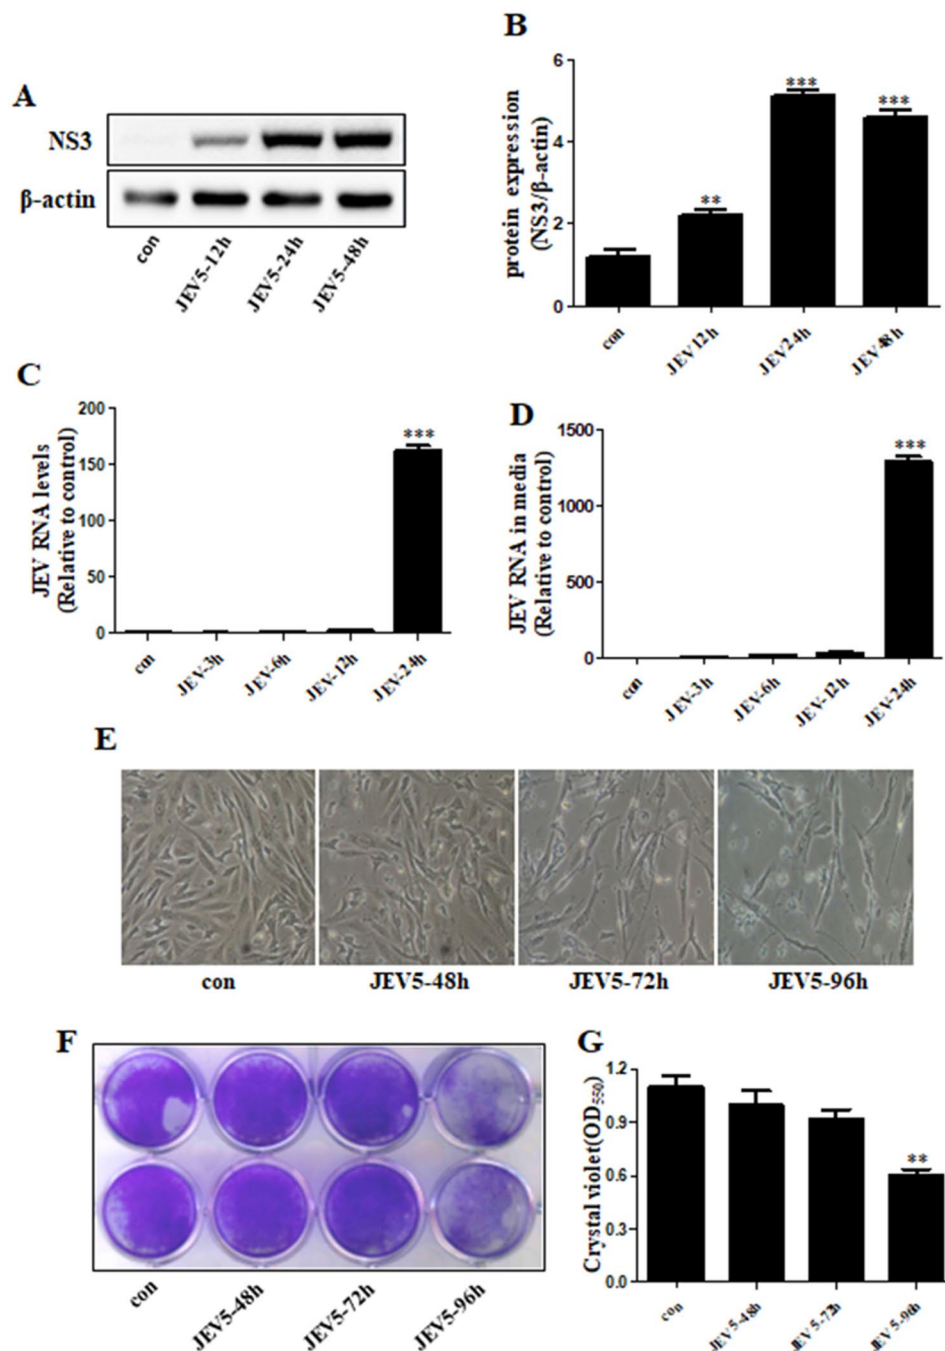 A
NS3
β-actin
con
JEV5-12h
JEV5-24h
JEV5-48h
B
protein expression
(NS3/β-actin)
6
4
2
0
***
***
**
con
JEV12h
JEV24h
JEV48h
C
JEV RNA levels
(Relative to control)
200
150
100
50
0
***
con
JEV-3h
JEV-6h
JEV-12h
JEV-24h
D
JEV RNA in media
(Relative to control)
1500
1000
500
0
***
con
JEV-3h
JEV-6h
JEV-12h
JEV-24h
E
con
JEV5-48h
JEV5-72h
JEV5-96h
F
con
JEV5-48h
JEV5-72h
JEV5-96h
G
Crystal violet(OD550)
1.2
0.9
0.6
0.3
0.0
**
con
JEV5-48h
JEV5-72h
JEV5-96h